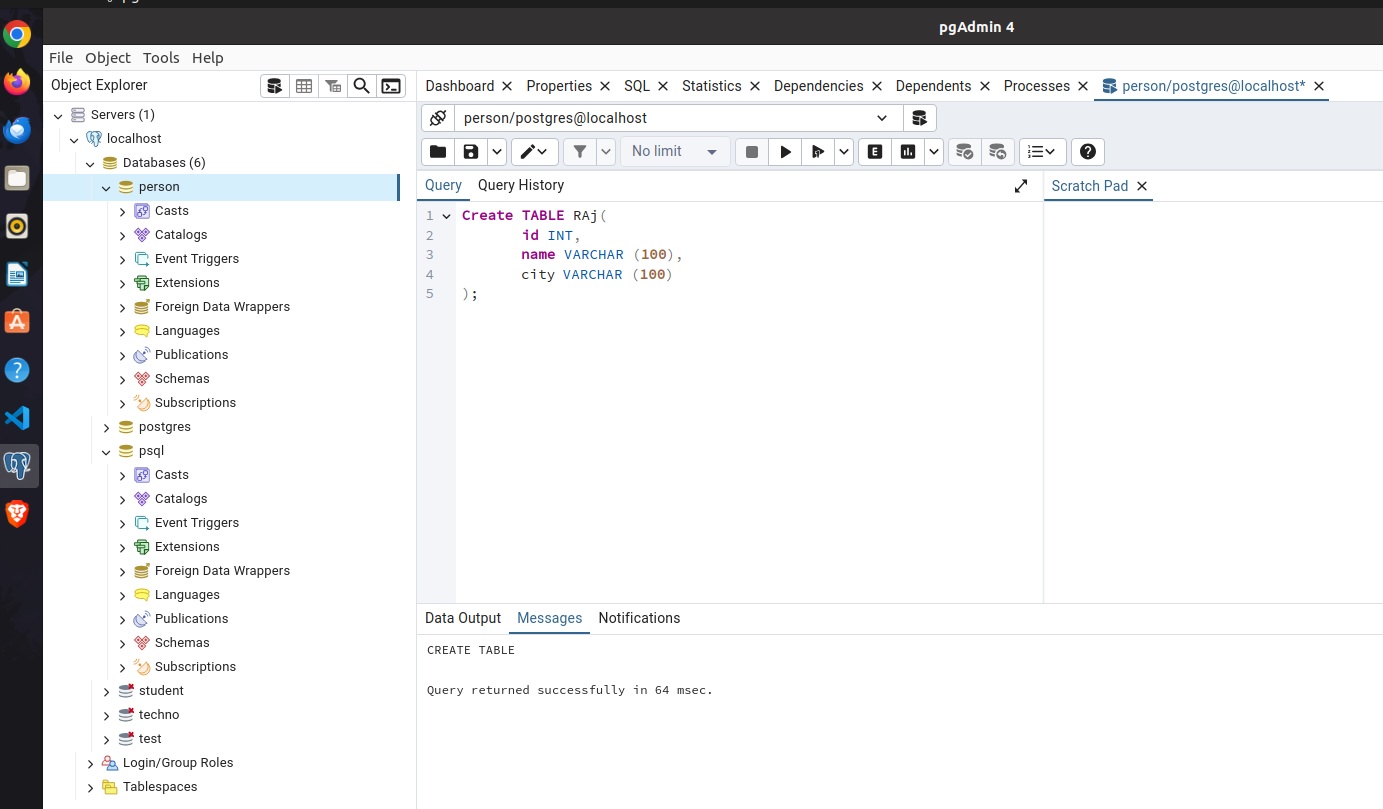 pgAdmin 4
File Object Tools Help
Object Explorer
Dashboard Properties SQL Statistics Dependencies Dependents Processes person/postgres@localhost*
Servers (1)
localhost
Databases (6)
person
Casts
Catalogs
Event Triggers
Extensions
Foreign Data Wrappers
Languages
Publications
Schemas
Subscriptions
postgres
psql
Casts
Catalogs
Event Triggers
Extensions
Foreign Data Wrappers
Languages
Publications
Schemas
Subscriptions
student
techno
test
Login/Group Roles
Tablespaces
person/postgres@localhost
No limit
E
Query Query History
Scratch Pad
1 Create TABLE RAj(
2 id INT,
3 name VARCHAR (100),
4 city VARCHAR (100)
5 );
Data Output Messages Notifications
CREATE TABLE
Query returned successfully in 64 msec.